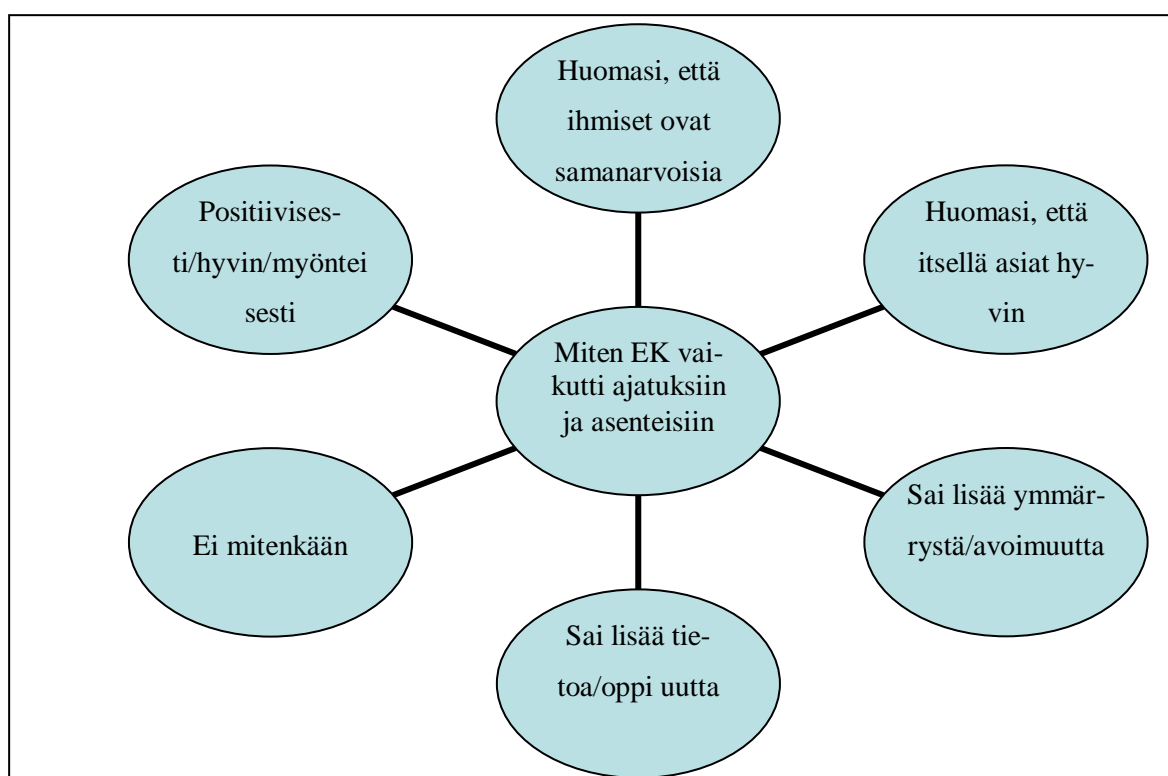 Huomasi, että
ihmiset ovat
samanarvoisia
Positiivises-
ti/hyvin/myöntei
sesti
Huomasi, että
itsellä asiat hy-
vin
Miten EK vai-
kutti ajatuksiin
ja asenteisiin
Ei mitenkään
Sai lisää ymmär-
rystä/avoimuutta
Sai lisää tie-
toa/oppi uutta